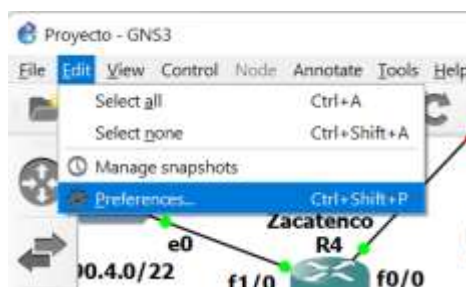 Proyecto - GNS3
File Edit View Control Node Annotate Tools Help
Select all Ctrl+A
Select none Ctrl+Shift+A
Manage snapshots
Preferences... Ctrl+Shift+P
Zacatenco
e0 R4
90.4.0/22 f1/0 f0/0